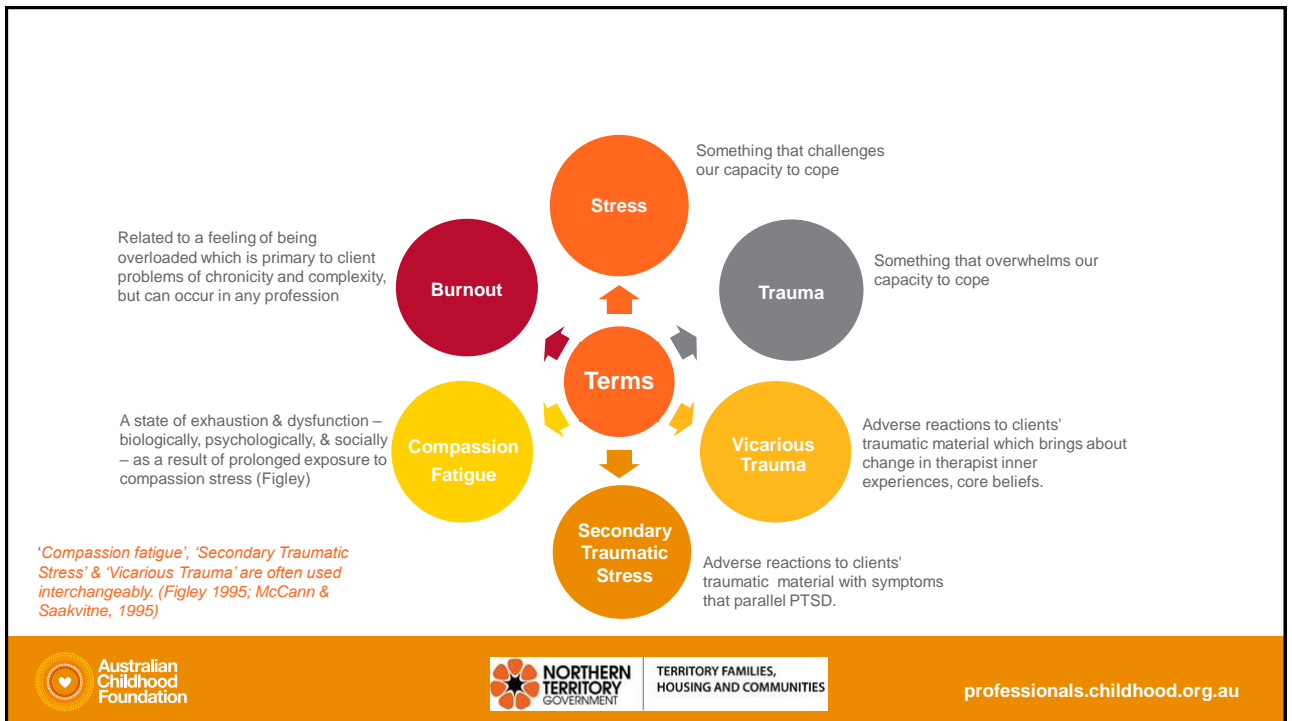 Something that challenges
our capacity to cope
Stress
Related to a feeling of being
overloaded which is primary to client
problems of chronicity and complexity,
but can occur in any profession
Burnout
Trauma
Something that overwhelms our
capacity to cope
Terms
A state of exhaustion & dysfunction –
biologically, psychologically, & socially
– as a result of prolonged exposure to
compassion stress (Figley)
Compassion
Fatigue
Vicarious
Trauma
Adverse reactions to clients'
traumatic material which brings about
change in therapist inner
experiences, core beliefs.
Secondary
Traumatic
Stress
Adverse reactions to clients'
traumatic  material with symptoms
that parallel PTSD.
‘Compassion fatigue’, ‘Secondary Traumatic
Stress’ & ‘Vicarious Trauma’ are often used
interchangeably. (Figley 1995; McCann &
Saakvitne, 1995)
Australian
Childhood
Foundation
NORTHERN
TERRITORY
GOVERNMENT
TERRITORY FAMILIES,
HOUSING AND COMMUNITIES
professionals.childhood.org.au